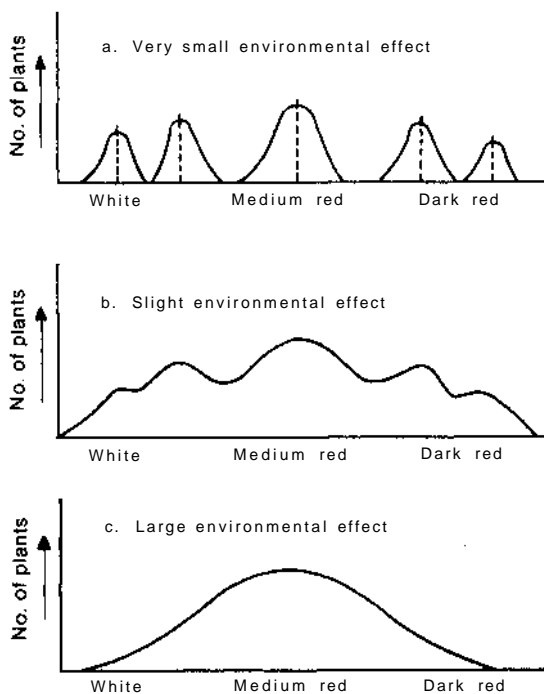 a. Very small environmental effect
No. of plants
White Medium red Dark red
b. Slight environmental effect
No. of plants
White Medium red Dark red
c. Large environmental effect
No. of plants
White Medium red Dark red